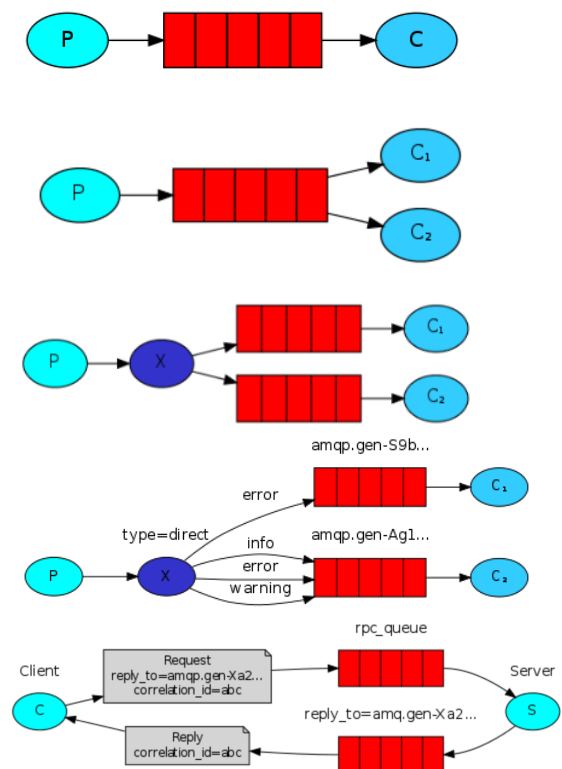 P
C
P
C₁
C₂
P
X
C₁
C₂
amqp.gen-S9b...
error
C₁
type=direct
info
amqp.gen-Ag1...
error
P
X
C₂
warning
rpc_queue
Client
Request
reply_to=amqp.gen-Xa2...
correlation_id=abc
Server
C
S
reply_to=amq.gen-Xa2...
Reply
correlation_id=abc